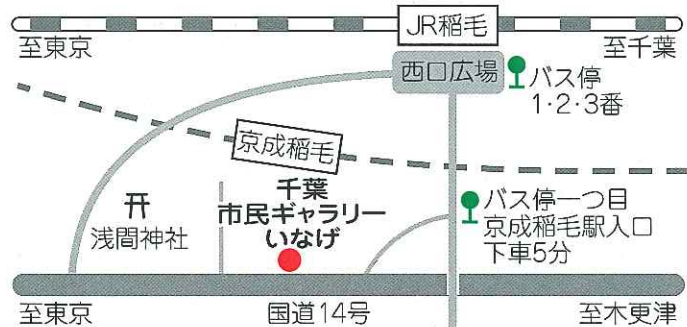 JR稲毛
至東京
至千葉
西口広場
バス停
1・2・3番
京成稲毛
千葉
市民ギャラリー
いなげ
浅間神社
バス停一つ目
京成稲毛駅入口
下車5分
至東京
国道14号
至木更津